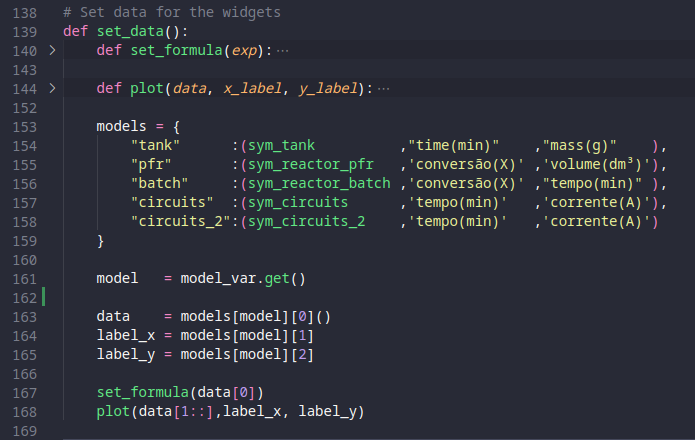 138 # Set data for the widgets
139 def set_data():
140 > def set_formula(exp):···
143
144 > def plot(data, x_label, y_label):···
152
153 models = {
154 "tank" :(sym_tank ,"time(min)" ,"mass(g)" ),
155 "pfr" :(sym_reactor_pfr ,'conversão(X)' ,'volume(dm³)'),
156 "batch" :(sym_reactor_batch ,'conversão(X)' ,"tempo(min)" ),
157 "circuits" :(sym_circuits ,'tempo(min)' ,'corrente(A)'),
158 "circuits_2":(sym_circuits_2 ,'tempo(min)' ,'corrente(A)')
159 }
160
161 model = model_var.get()
162
163 data = models[model][0]()
164 label_x = models[model][1]
165 label_y = models[model][2]
166
167 set_formula(data[0])
168 plot(data[1::],label_x, label_y)
169